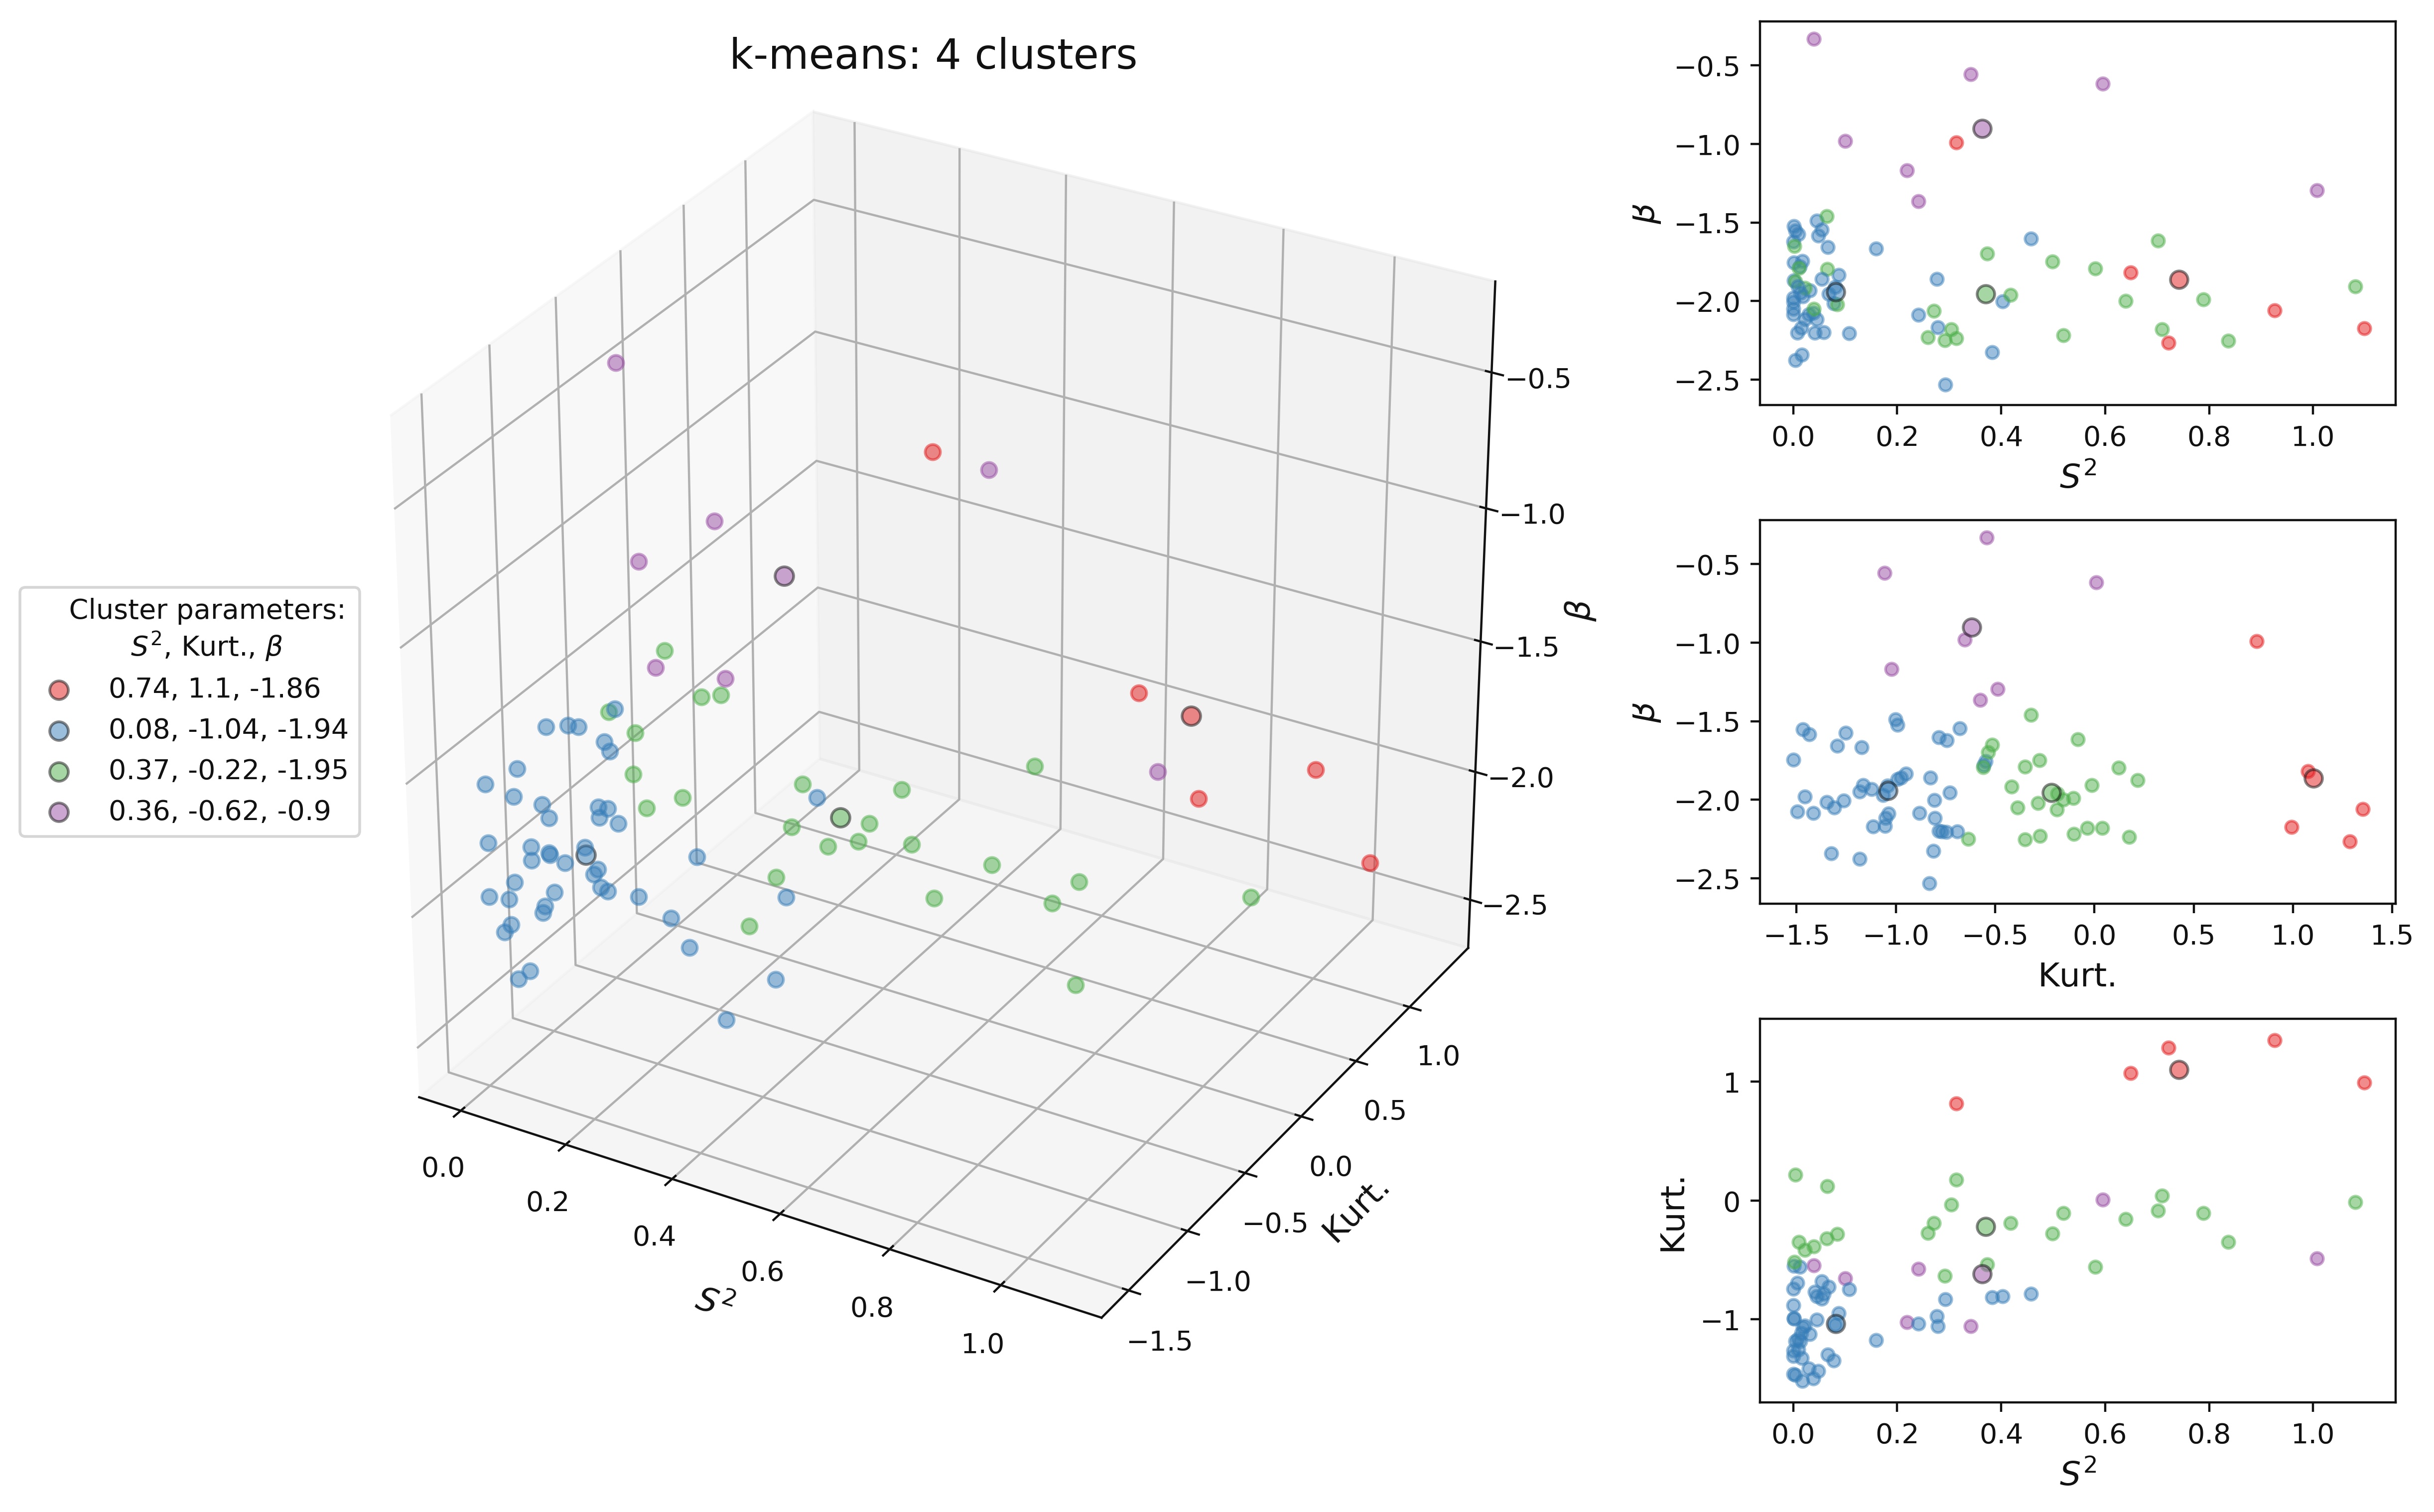 k-means: 4 clusters
Cluster parameters:
S², Kurt., β
0.74, 1.1, -1.86
0.08, -1.04, -1.94
0.37, -0.22, -1.95
0.36, -0.62, -0.9
−0.5
−1.0
−1.5
−2.0
−2.5
β
0.0
0.2
0.4
0.6
0.8
1.0
S²
−1.5
−1.0
−0.5
0.0
0.5
1.0
Kurt.
−0.5
−1.0
−1.5
−2.0
−2.5
β
0.0 0.2 0.4 0.6 0.8 1.0
S²
−0.5
−1.0
−1.5
−2.0
−2.5
β
−1.5 −1.0 −0.5 0.0 0.5 1.0 1.5
Kurt.
1
0
−1
Kurt.
0.0 0.2 0.4 0.6 0.8 1.0
S²